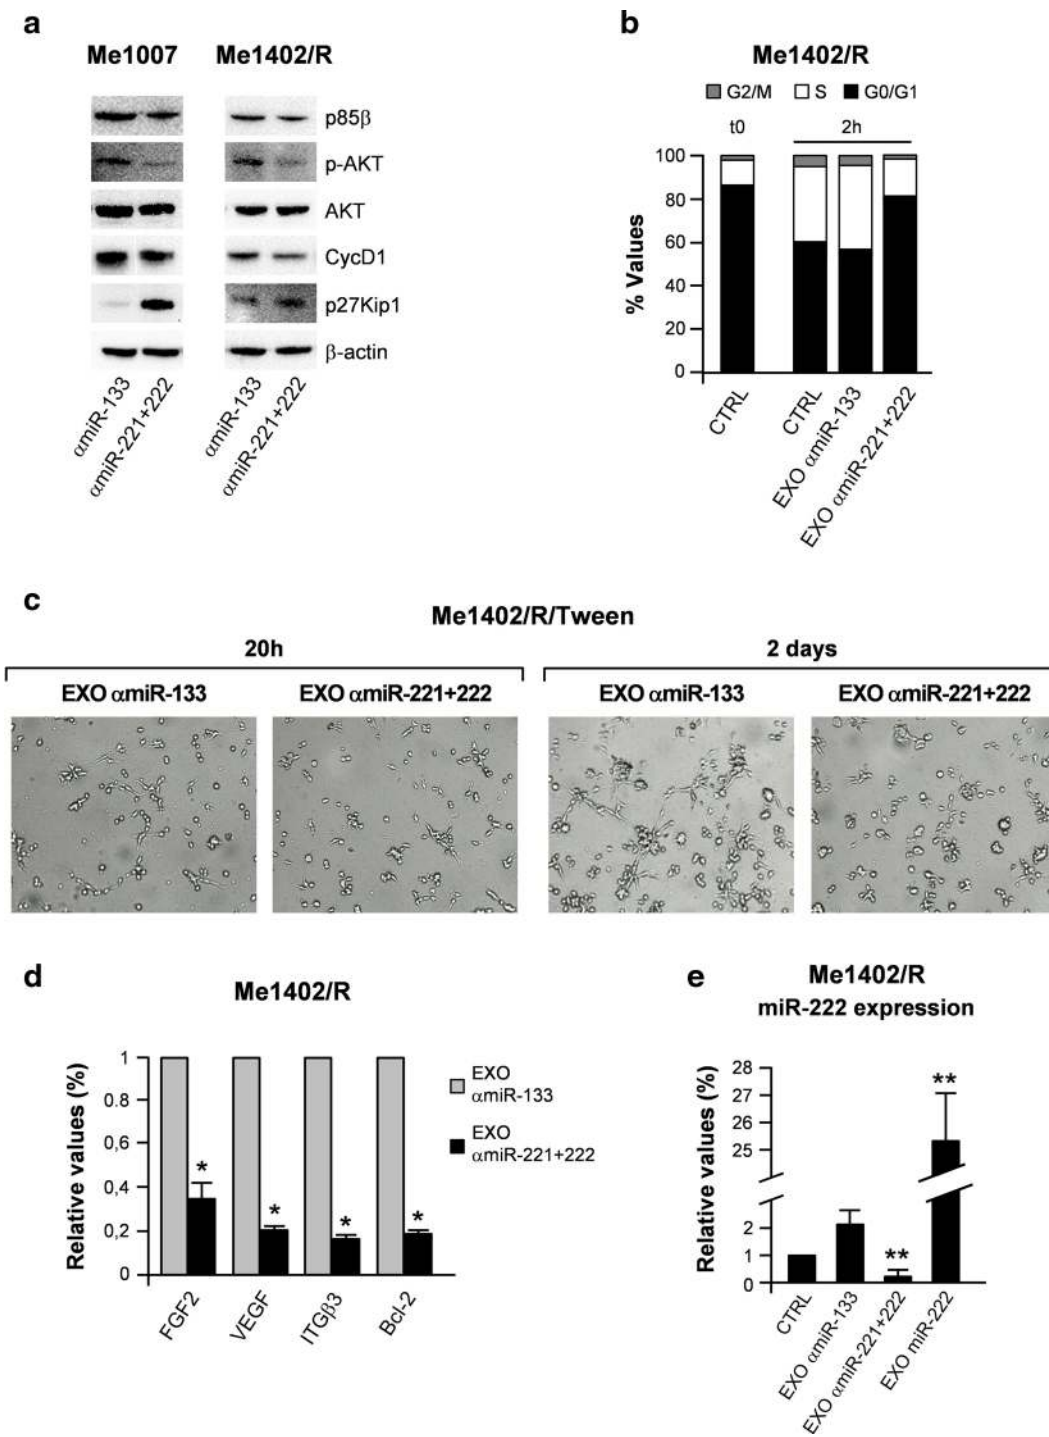 a
Me1007 Me1402/R
p85β
p-AKT
AKT
CycD1
p27Kip1
β-actin
αmiR-133
αmiR-221+222
αmiR-133
αmiR-221+222
b
Me1402/R
G2/M S G0/G1
t0 2h
100
80
60
40
20
0
% Values
CTRL
CTRL
EXO αmiR-133
EXO αmiR-221+222
c
Me1402/R/Tween
20h 2 days
EXO αmiR-133 EXO αmiR-221+222 EXO αmiR-133 EXO αmiR-221+222
d
Me1402/R
Relative values (%)
1
0,8
0,6
0,4
0,2
0
* * * *
EXO
αmiR-133
EXO
αmiR-221+222
FGF2
VEGF
ITGβ3
Bcl-2
e
Me1402/R
miR-222 expression
Relative values (%)
28
27
26
25
2
1
0
**
**
CTRL
EXO αmiR-133
EXO αmiR-221+222
EXO miR-222